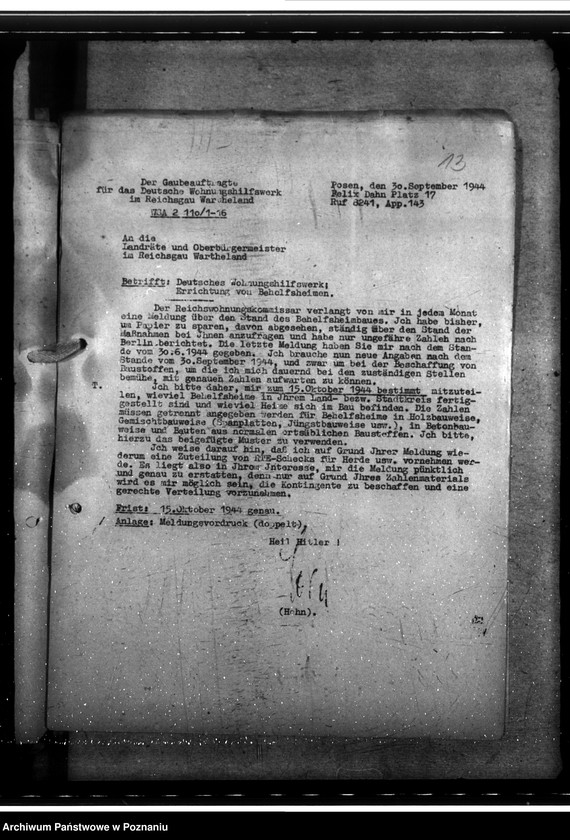 13
Der Gaubeauftragte
für das Deutsche Wohnungshilfswerk
im Reichsgau Wartheland
Posen, den 30.September 1944
Felix Dahn Platz 17
Ruf 8241, App.143
2 110/1-16
An die
Landräte und Oberbürgermeister
im Reichsgau Wartheland
Betrifft: Deutsches Wohnungshilfswerk;
Errichtung von Behelfsheimen.
Der Reichswohnungskommissar verlangt von mir in jedem Monat
eine Meldung über den Stand des Behelfsheimbaues. Ich habe bisher,
um Papier zu sparen, davon abgesehen, ständig über den Stand der
Maßnahmen bei Jhnen anzufragen und habe nur ungefähre Zahlen nach
Berlin berichtet. Die letzte Meldung haben Sie mir nach dem Stan-
de vom 30.6.1944 gegeben. Jch brauche nun neue Angaben nach dem
Stande vom 30.September 1944, und zwar um bei der Beschaffung von
Baustoffen, um die ich mich dauernd bei den zuständigen Stellen
bemühe, mit genauen Zahlen aufwarten zu können.
Jch bitte daher, mir zum 15.Oktober 1944 bestimmt mitzutei-
len, wieviel Behelfsheime in Jhrem Land- bezw. Stadtkreis fertig-
gestellt sind und wieviel Heime sich im Bau befinden. Die Zahlen
müssen getrennt angegeben werden für Behelfsheime in Holzbauweise,
Gemischtbauweise (Spanplatten, Jüngstbauweise usw.), in Betonbau-
weise und Bauten aus normalen ortsüblichen Baustoffen. Jch bitte,
hierzu das beigefügte Muster zu verwenden.
Jch weise darauf hin, daß ich auf Grund Jhrer Meldung wie-
derum eine Zuteilung von -Schecks für Herde usw. vornehmen wer-
de. Es liegt also in Jhrem Jnteresse, mir die Meldung pünktlich
und genau zu erstatten, denn nur auf Grund Jhres Zahlenmaterials
wird es mir möglich sein, die Kontingente zu beschaffen und eine
gerechte Verteilung vorzunehmen.
Frist: 15.Oktober 1944 genau.
Anlage: Meldungsvordruck (doppelt).
Heil Hitler !
(Hohn).
Archiwum Państwowe w Poznaniu